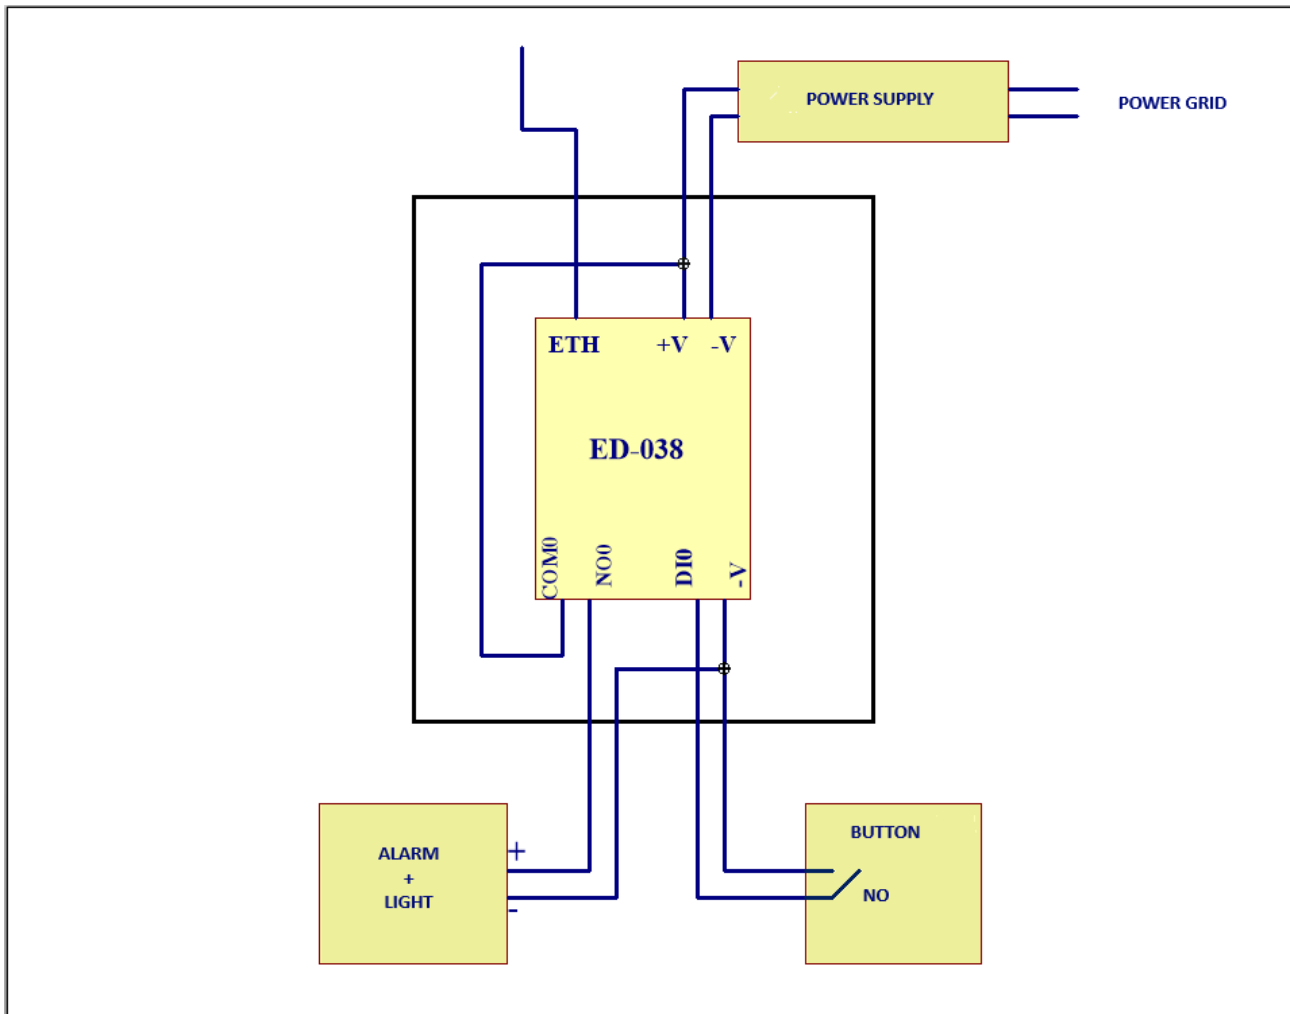 POWER SUPPLY
POWER GRID
ETH
+V
-V
ED-038
COM0
NO0
DI0
-V
ALARM
+
LIGHT
+
-
BUTTON
NO